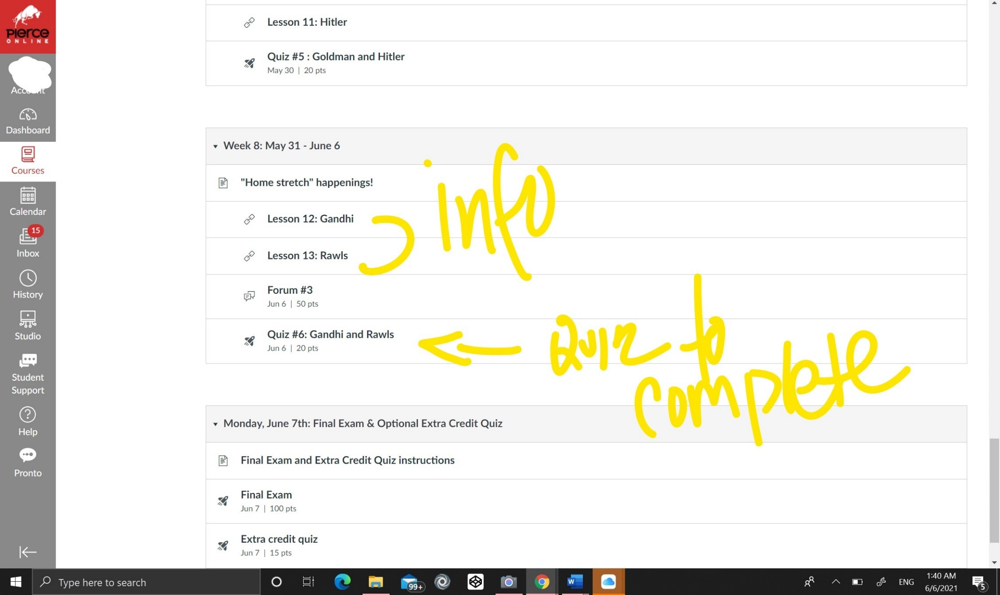 Pierce
ONLINE
Account
Dashboard
Courses
Calendar
15
Inbox
History
Studio
Student
Support
Help
Pronto
Lesson 11: Hitler
Quiz #5 : Goldman and Hitler
May 30 | 20 pts
Week 8: May 31 - June 6
"Home stretch" happenings!
Lesson 12: Gandhi
Lesson 13: Rawls
info
Forum #3
Jun 6 | 50 pts
Quiz #6: Gandhi and Rawls
Jun 6 | 20 pts
Quiz to
complete
Monday, June 7th: Final Exam & Optional Extra Credit Quiz
Final Exam and Extra Credit Quiz instructions
Final Exam
Jun 7 | 100 pts
Extra credit quiz
Jun 7 | 15 pts
Type here to search
99+
W
ENG
1:40 AM
6/6/2021
5